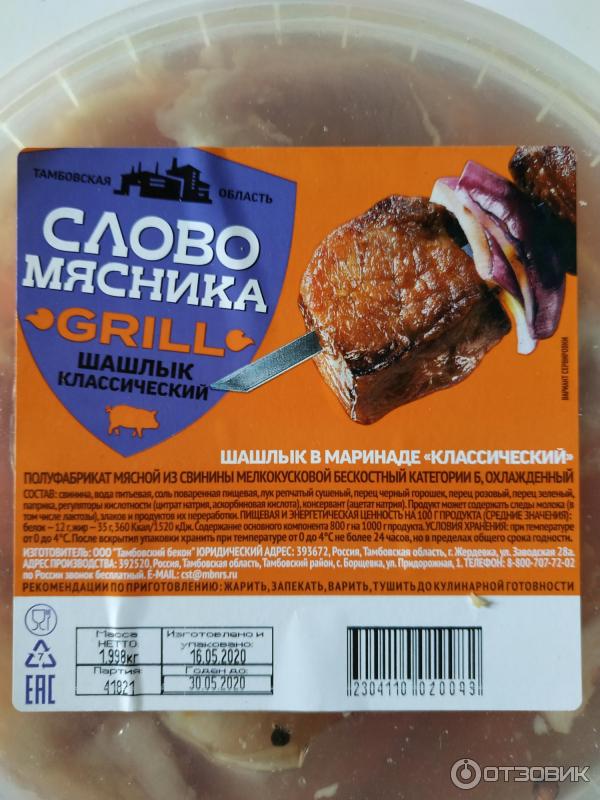 ТАМБОВСКАЯ ОБЛАСТЬ
СЛОВО
МЯСНИКА
GRILL
ШАШЛЫК
КЛАССИЧЕСКИЙ
ВАРИАНТ СЕРВИРОВКИ
ШАШЛЫК В МАРИНАДЕ «КЛАССИЧЕСКИЙ»
ПОЛУФАБРИКАТ МЯСНОЙ ИЗ СВИНИНЫ МЕЛКОКУСКОВОЙ БЕСКОСТНЫЙ КАТЕГОРИИ Б, ОХЛАЖДЕННЫЙ
СОСТАВ: свинина, вода питьевая, соль поваренная пищевая, лук репчатый сушеный, перец черный горошек, перец розовый, перец зеленый,
паприка, регуляторы кислотности (цитрат натрия, аскорбиновая кислота), консервант (ацетат натрия). Продукт может содержать следы молока (в
том числе лактозы), злаков и продуктов их переработки. ПИЩЕВАЯ И ЭНЕРГЕТИЧЕСКАЯ ЦЕННОСТЬ НА 100 Г ПРОДУКТА (СРЕДНИЕ ЗНАЧЕНИЯ):
белок – 12 г, жир – 35 г, 360 Ккал/1520 кДж. Содержание основного компонента 800 г на 1000 г продукта. УСЛОВИЯ ХРАНЕНИЯ: при температуре
от 0 до 4°С. После вскрытия упаковки хранить при температуре от 0 до 4°С не более 24 часов, но в пределах общего срока годности.
ИЗГОТОВИТЕЛЬ: ООО "Тамбовский бекон" ЮРИДИЧЕСКИЙ АДРЕС: 393672, Россия, Тамбовская область, г. Жердевка, ул. Заводская 28а.
АДРЕС ПРОИЗВОДСТВА: 392520, Россия, Тамбовская область, Тамбовский район, с. Борщевка, ул. Придорожная, 1. ТЕЛЕФОН: 8-800-707-72-02
по России звонок бесплатный. E-MAIL: cst@mbnrs.ru
РЕКОМЕНДАЦИИ ПО ПРИГОТОВЛЕНИЮ: ЖАРИТЬ, ЗАПЕКАТЬ, ВАРИТЬ, ТУШИТЬ ДО КУЛИНАРНОЙ ГОТОВНОСТИ
Масса НЕТТО: 1.998кг
Изготовлено и упаковано: 16.05.2020
Партия: 41821
Годен до: 30.05.2020
7
EAC
2304110 020093
ОТЗОВИК